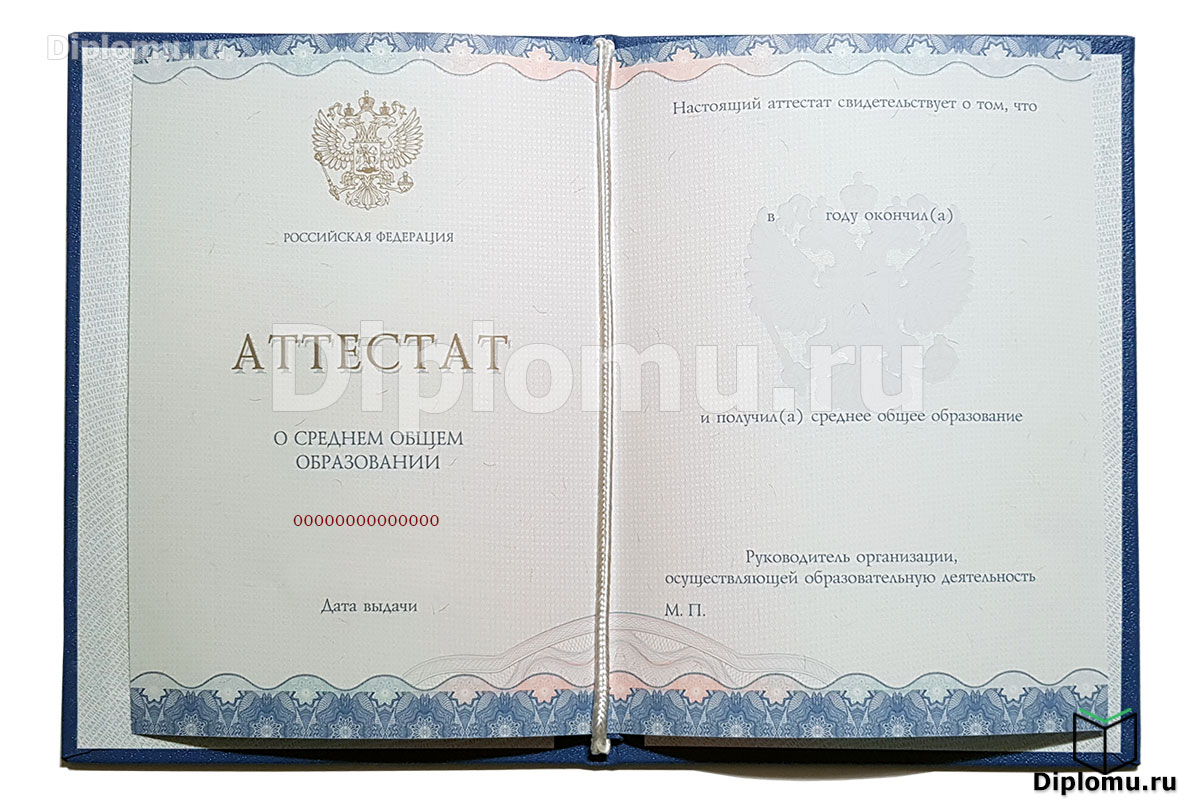 Diplomu.ru
РОССИЙСКАЯ ФЕДЕРАЦИЯ
АТТЕСТАТ
О СРЕДНЕМ ОБЩЕМ
ОБРАЗОВАНИИ
00000000000000
Дата выдачи
Настоящий аттестат свидетельствует о том, что
в году окончил(а)
Diplomu.ru
и получил(а) среднее общее образование
Руководитель организации,
осуществляющей образовательную деятельность
М. П.
Diplomu.ru